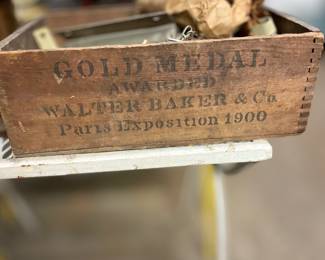 GOLD MEDAL
AWARDED
WALTER BAKER & Co.
Paris Exposition 1900